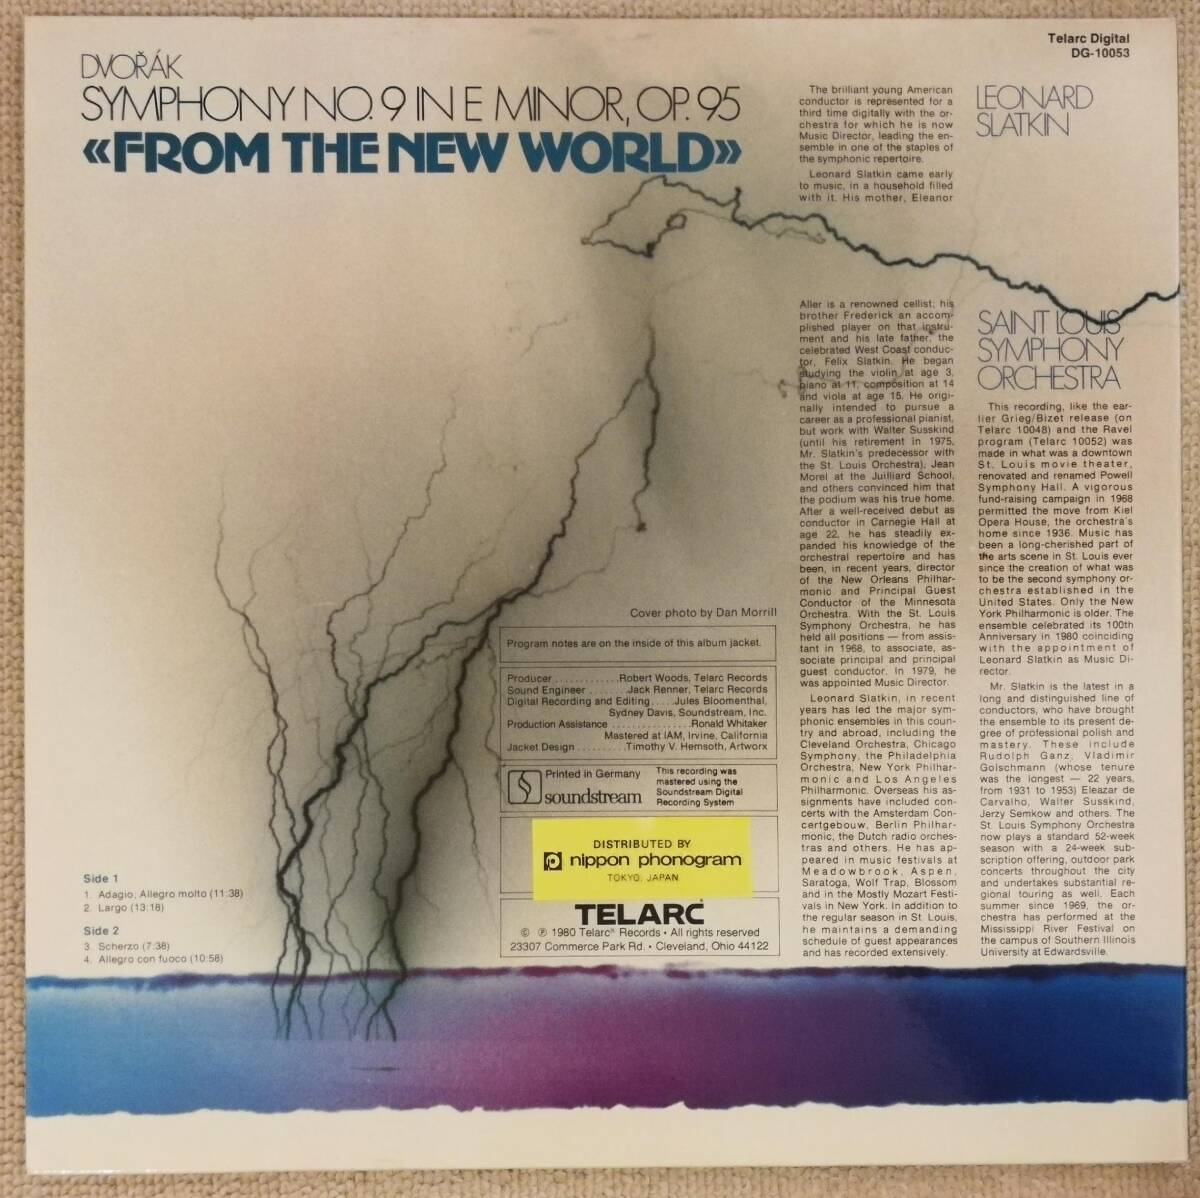 Telarc Digital
DG-10053
DVOŘÁK
SYMPHONY NO. 9 IN E MINOR, OP. 95
«FROM THE NEW WORLD»
LEONARD
SLATKIN
The brilliant young American
conductor is represented for a
third time digitally with the or-
chestra for which he is now
Music Director, leading the en-
semble in one of the staples of
the symphonic repertoire.
Leonard Slatkin came early
to music, in a household filled
with it. His mother, Eleanor
Aller is a renowned cellist; his
brother Frederick an accom-
plished player on that instru-
ment and his late father, the
celebrated West Coast conduc-
tor, Felix Slatkin. He began
studying the violin at age 3,
piano at 11, composition at 14
and viola at age 15. He origi-
nally intended to pursue a
career as a professional pianist,
but work with Walter Susskind
(until his retirement in 1975,
Mr. Slatkin's predecessor with
the St. Louis Orchestra), Jean
Morel at the Juilliard School,
and others convinced him that
the podium was his true home.
After a well-received debut as
conductor in Carnegie Hall at
age 22, he has steadily ex-
panded his knowledge of the
orchestral repertoire and has
been, in recent years, director
of the New Orleans Philhar-
monic and Principal Guest
Conductor of the Minnesota
Orchestra. With the St. Louis
Symphony Orchestra, he has
held all positions — from assis-
tant in 1968, to associate, as-
sociate principal and principal
guest conductor. In 1979, he
was appointed Music Director.
Leonard Slatkin, in recent
years has led the major sym-
phonic ensembles in this coun-
try and abroad, including the
Cleveland Orchestra, Chicago
Symphony, the Philadelphia
Orchestra, New York Philhar-
monic and Los Angeles
Philharmonic. Overseas his as-
signments have included con-
certs with the Amsterdam Con-
certgebouw, Berlin Philhar-
monic, the Dutch radio orches-
tras and others. He has ap-
peared in music festivals at
Meadowbrook, Aspen,
Saratoga, Wolf Trap, Blossom
and in the Mostly Mozart Festi-
vals in New York. In addition to
the regular season in St. Louis,
he maintains a demanding
schedule of guest appearances
and has recorded extensively.
SAINT LOUIS
SYMPHONY
ORCHESTRA
This recording, like the ear-
lier Grieg/Bizet release (on
Telarc 10048) and the Ravel
program (Telarc 10052) was
made in what was a downtown
St. Louis movie theater,
renovated and renamed Powell
Symphony Hall. A vigorous
fund-raising campaign in 1968
permitted the move from Kiel
Opera House, the orchestra's
home since 1936. Music has
been a long-cherished part of
the arts scene in St. Louis ever
since the creation of what was
to be the second symphony or-
chestra established in the
United States. Only the New
York Philharmonic is older. The
ensemble celebrated its 100th
Anniversary in 1980 coinciding
with the appointment of
Leonard Slatkin as Music Di-
rector.
Mr. Slatkin is the latest in a
long and distinguished line of
conductors, who have brought
the ensemble to its present de-
gree of professional polish and
mastery. These include
Rudolph Ganz, Vladimir
Golschmann (whose tenure
was the longest — 22 years,
from 1931 to 1953) Eleazar de
Carvalho, Walter Susskind,
Jerzy Semkow and others. The
St. Louis Symphony Orchestra
now plays a standard 52-week
season with a 24-week sub-
scription offering, outdoor park
concerts throughout the city
and undertakes substantial re-
gional touring as well. Each
summer since 1969, the or-
chestra has performed at the
Mississippi River Festival on
the campus of Southern Illinois
University at Edwardsville.
Cover photo by Dan Morrill
Program notes are on the inside of this album jacket.
Producer . . . . . . . . . . . . .Robert Woods, Telarc Records
Sound Engineer . . . . . . . .Jack Renner, Telarc Records
Digital Recording and Editing. . . . .Jules Bloomenthal,
Sydney Davis, Soundstream, Inc.
Production Assistance . . . . . . . . . . . . . . . .Ronald Whitaker
Mastered at IAM, Irvine, California
Jacket Design . . . . . . . . . .Timothy V. Hemsoth, Artworx
Printed in Germany
soundstream
This recording was
mastered using the
Soundstream Digital
Recording System
DISTRIBUTED BY
nippon phonogram
TOKYO, JAPAN
TELARC
© ℗ 1980 Telarc® Records • All rights reserved
23307 Commerce Park Rd. • Cleveland, Ohio 44122
Side 1
1. Adagio; Allegro molto (11:38)
2. Largo (13:18)
Side 2
3. Scherzo (7:38)
4. Allegro con fuoco (10:58)